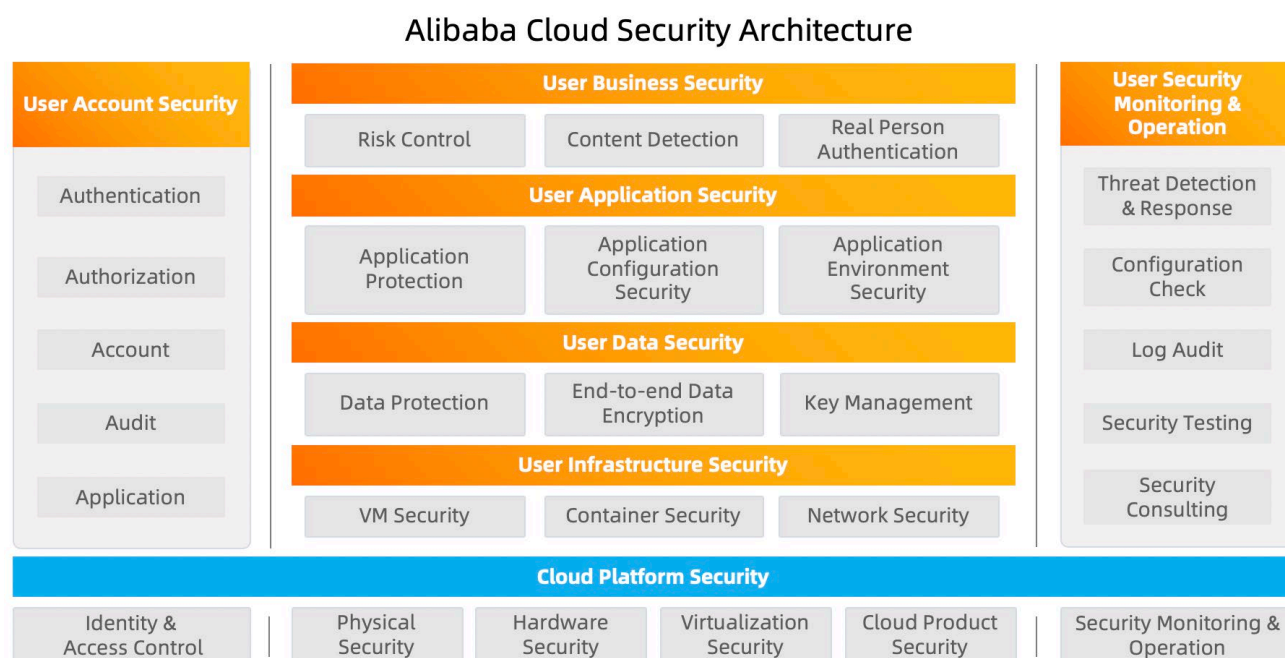 Alibaba Cloud Security Architecture
User Account Security
Authentication
Authorization
Account
Audit
Application
User Business Security
Risk Control
Content Detection
Real Person
Authentication
User Application Security
Application
Protection
Application
Configuration
Security
Application
Environment
Security
User Data Security
Data Protection
End-to-end Data
Encryption
Key Management
User Infrastructure Security
VM Security
Container Security
Network Security
User Security
Monitoring &
Operation
Threat Detection
& Response
Configuration
Check
Log Audit
Security Testing
Security
Consulting
Cloud Platform Security
Identity &
Access Control
Physical
Security
Hardware
Security
Virtualization
Security
Cloud Product
Security
Security Monitoring &
Operation